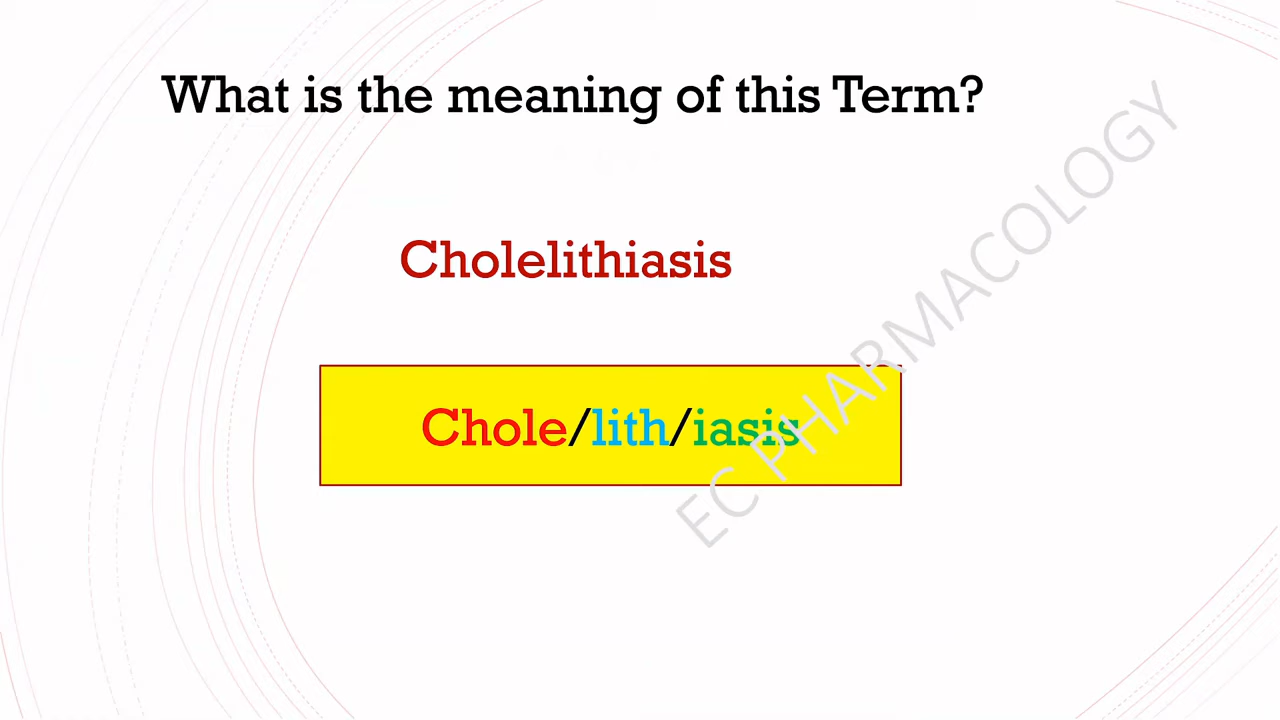 What is the meaning of this Term?
Cholelithiasis
Chole/lith/iasis
EC PHARMACOLOGY